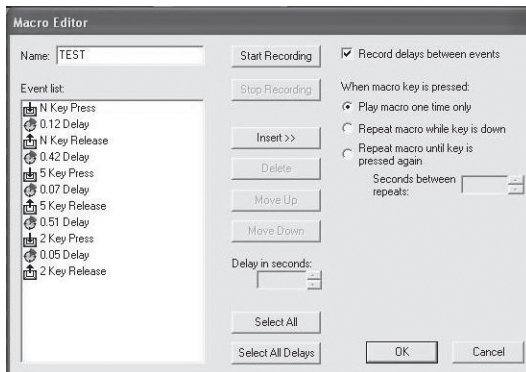 Macro Editor
Name: TEST
Event list:
N Key Press
0.12 Delay
N Key Release
0.42 Delay
5 Key Press
0.07 Delay
5 Key Release
0.51 Delay
2 Key Press
0.05 Delay
2 Key Release
Start Recording
Stop Recording
Insert >>
Delete
Move Up
Move Down
Delay in seconds:
Select All
Select All Delays
Record delays between events
When macro key is pressed:
Play macro one time only
Repeat macro while key is down
Repeat macro until key is
pressed again
Seconds between
repeats:
OK
Cancel